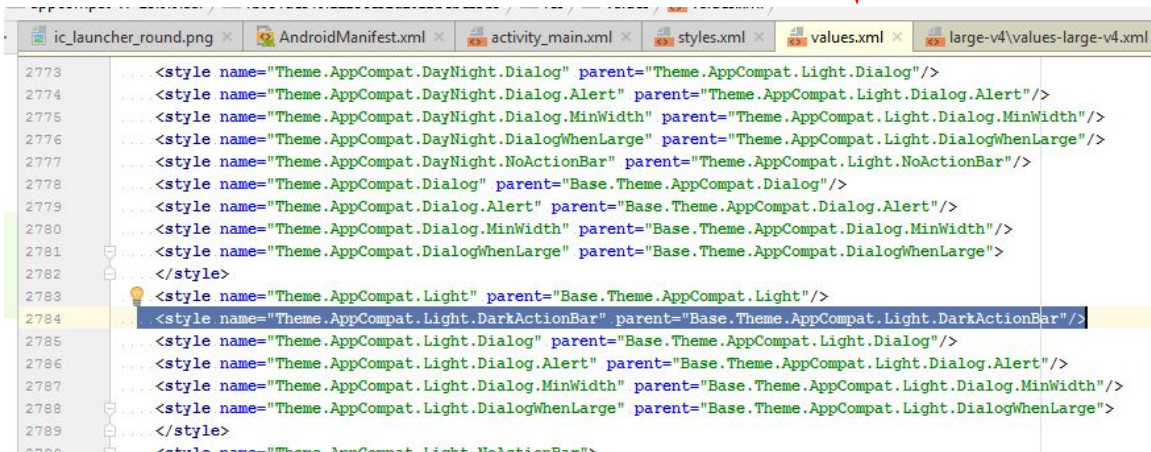 ic_launcher_round.png × AndroidManifest.xml × activity_main.xml × styles.xml × values.xml × large-v4\values-large-v4.xml
2773 <style name="Theme.AppCompat.DayNight.Dialog" parent="Theme.AppCompat.Light.Dialog"/>
2774 <style name="Theme.AppCompat.DayNight.Dialog.Alert" parent="Theme.AppCompat.Light.Dialog.Alert"/>
2775 <style name="Theme.AppCompat.DayNight.Dialog.MinWidth" parent="Theme.AppCompat.Light.Dialog.MinWidth"/>
2776 <style name="Theme.AppCompat.DayNight.DialogWhenLarge" parent="Theme.AppCompat.Light.DialogWhenLarge"/>
2777 <style name="Theme.AppCompat.DayNight.NoActionBar" parent="Theme.AppCompat.Light.NoActionBar"/>
2778 <style name="Theme.AppCompat.Dialog" parent="Base.Theme.AppCompat.Dialog"/>
2779 <style name="Theme.AppCompat.Dialog.Alert" parent="Base.Theme.AppCompat.Dialog.Alert"/>
2780 <style name="Theme.AppCompat.Dialog.MinWidth" parent="Base.Theme.AppCompat.Dialog.MinWidth"/>
2781 <style name="Theme.AppCompat.DialogWhenLarge" parent="Base.Theme.AppCompat.DialogWhenLarge">
2782 </style>
2783 <style name="Theme.AppCompat.Light" parent="Base.Theme.AppCompat.Light"/>
2784 <style name="Theme.AppCompat.Light.DarkActionBar" parent="Base.Theme.AppCompat.Light.DarkActionBar"/>
2785 <style name="Theme.AppCompat.Light.Dialog" parent="Base.Theme.AppCompat.Light.Dialog"/>
2786 <style name="Theme.AppCompat.Light.Dialog.Alert" parent="Base.Theme.AppCompat.Light.Dialog.Alert"/>
2787 <style name="Theme.AppCompat.Light.Dialog.MinWidth" parent="Base.Theme.AppCompat.Light.Dialog.MinWidth"/>
2788 <style name="Theme.AppCompat.Light.DialogWhenLarge" parent="Base.Theme.AppCompat.Light.DialogWhenLarge">
2789 </style>
<style name="Theme.AppCompat.Light.NoActionBar">